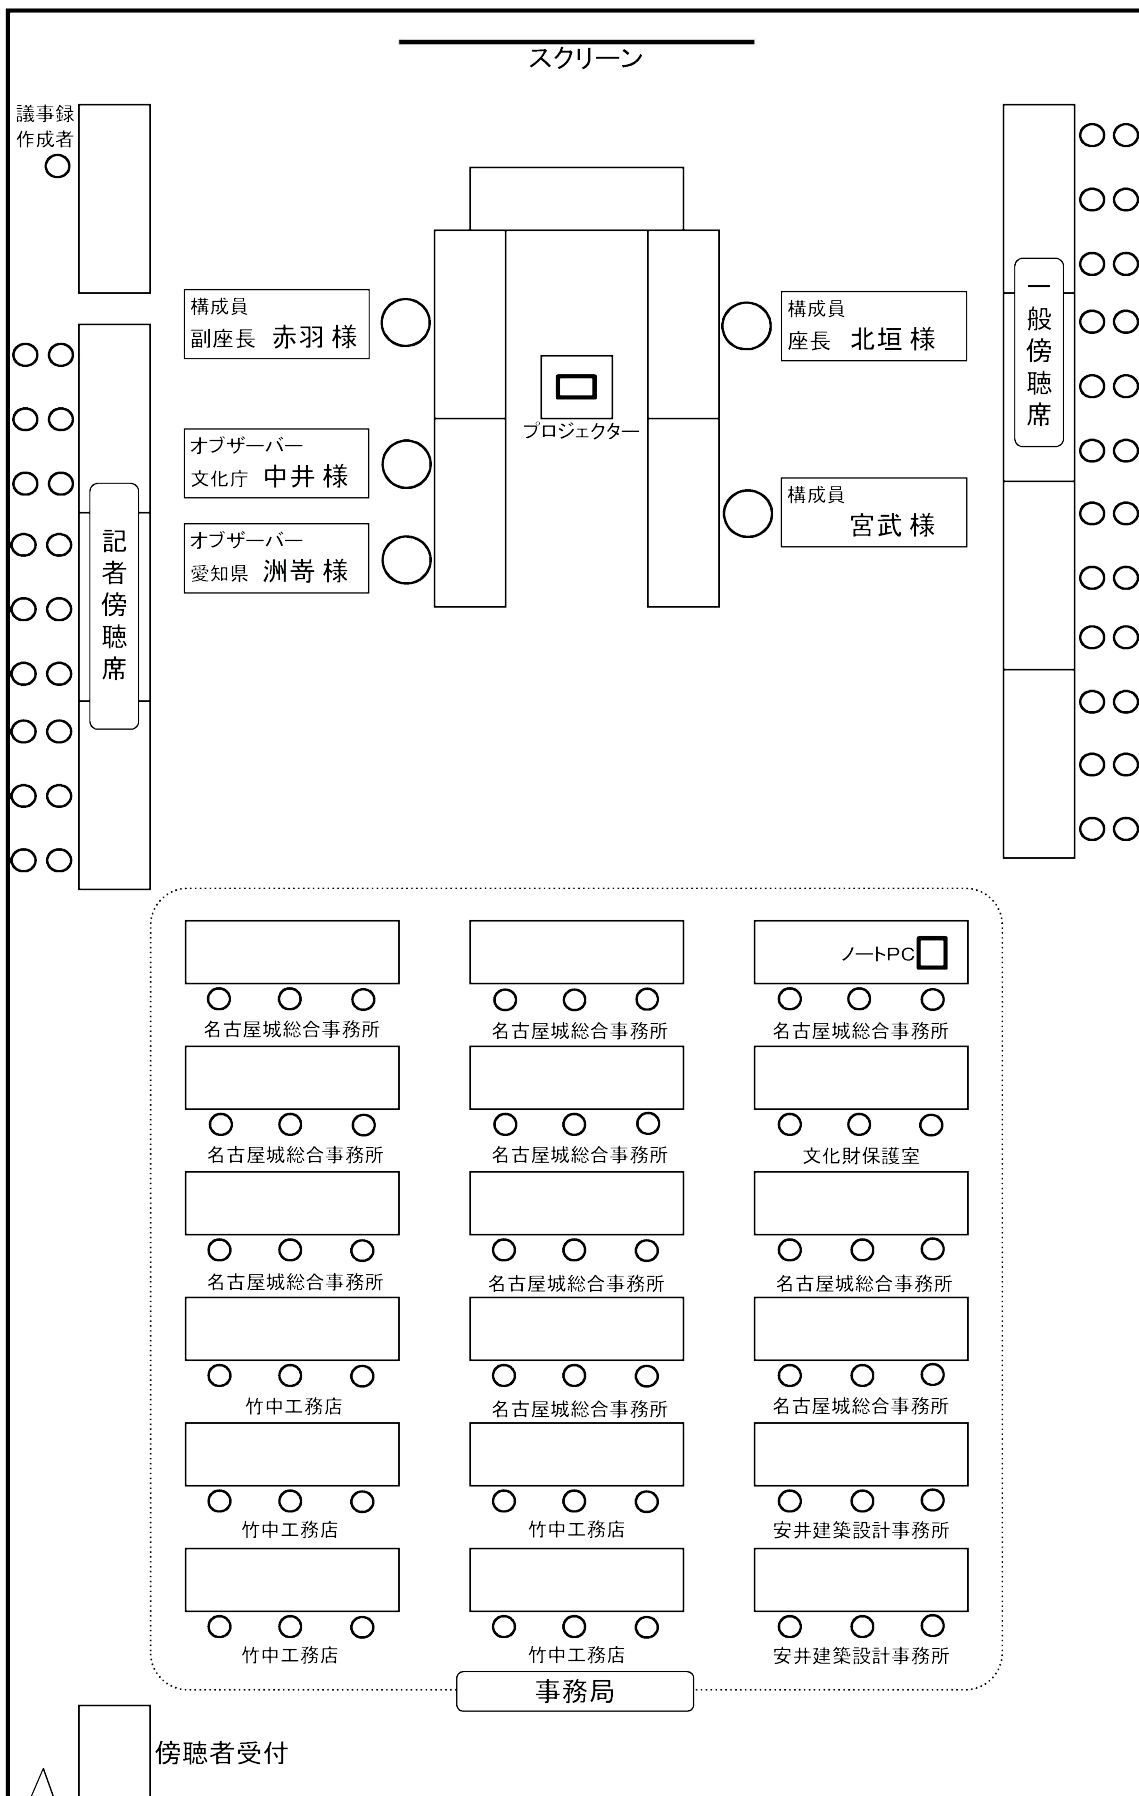 スクリーン
議事録
作成者
構成員
副座長 赤羽 様
構成員
座長 北垣 様
一般傍聴席
プロジェクター
オブザーバー
文化庁 中井 様
構成員
宮武 様
オブザーバー
愛知県 洲嵜 様
記者傍聴席
ノートPC
名古屋城総合事務所
名古屋城総合事務所
名古屋城総合事務所
名古屋城総合事務所
名古屋城総合事務所
文化財保護室
名古屋城総合事務所
名古屋城総合事務所
名古屋城総合事務所
竹中工務店
名古屋城総合事務所
名古屋城総合事務所
竹中工務店
竹中工務店
安井建築設計事務所
竹中工務店
竹中工務店
安井建築設計事務所
事務局
傍聴者受付